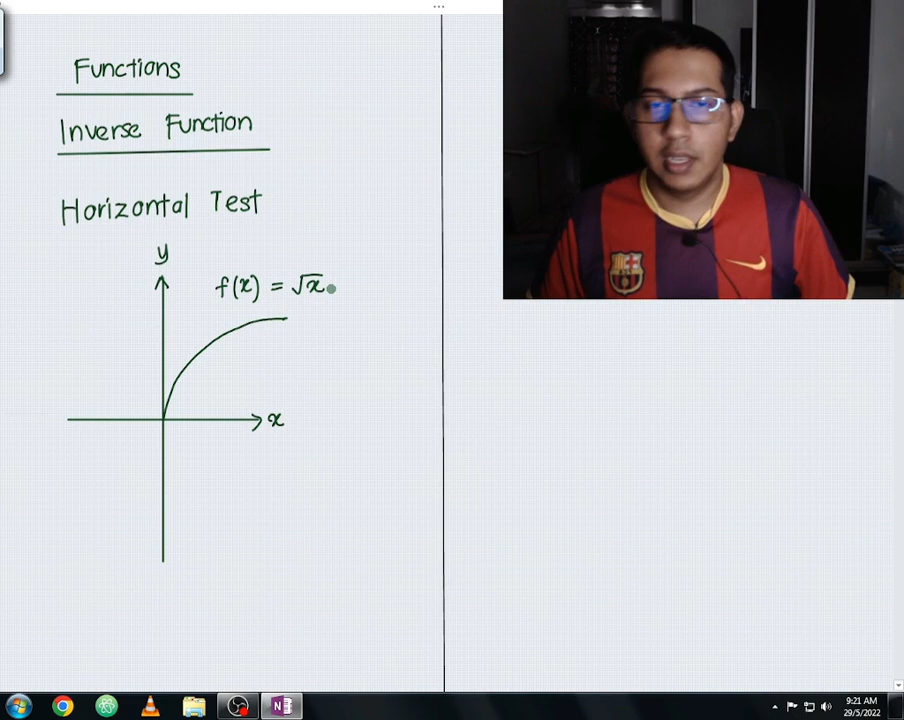 Functions
Inverse Function
Horizontal Test
y
f(x) = √x
x
9:21 AM
29/5/2022